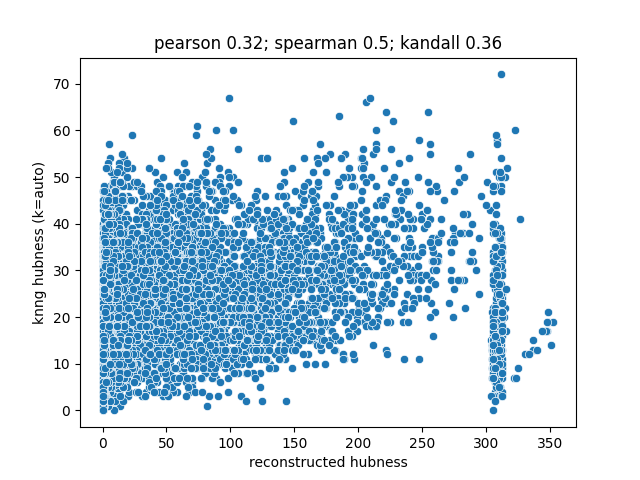 pearson 0.32; spearman 0.5; kandall 0.36
70
60
50
40
30
20
10
0
knng hubness (k=auto)
0 50 100 150 200 250 300 350
reconstructed hubness